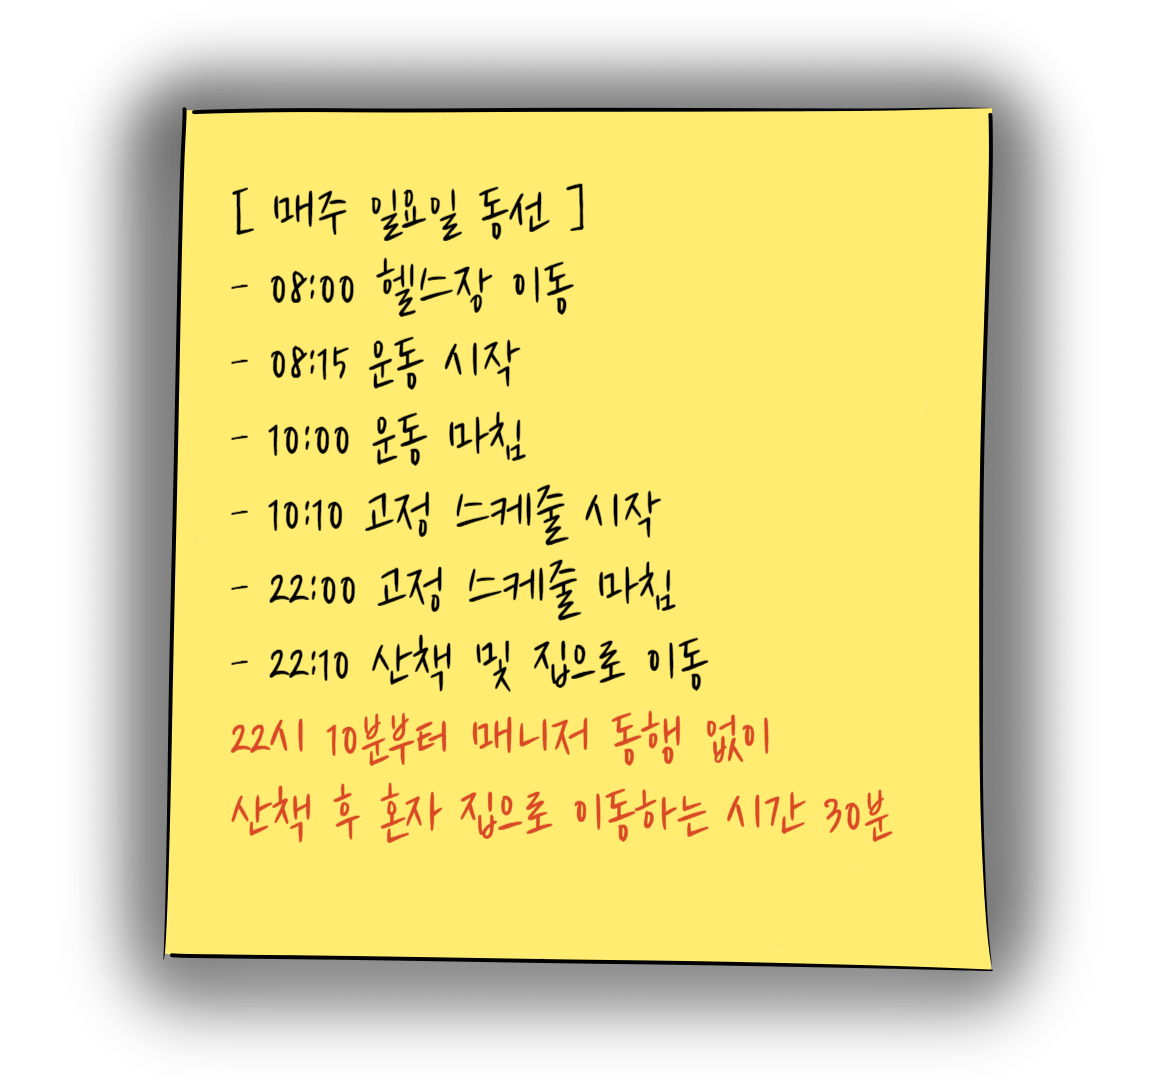 [ 매주 일요일 동선 ]
- 08:00 헬스장 이동
- 08:15 운동 시작
- 10:00 운동 마침
- 10:10 고정 스케줄 시작
- 22:00 고정 스케줄 마침
- 22:10 산책 및 집으로 이동
22시 10분부터 매니저 동행 없이
산책 후 혼자 집으로 이동하는 시간 30분